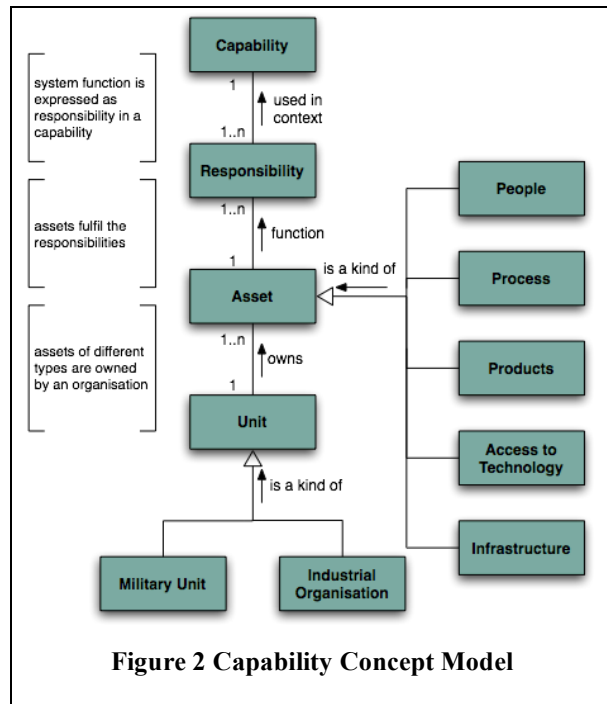 Capability
system function is
expressed as
responsibility in a
capability
1
used in
context
1..n
Responsibility
People
assets fulfil the
responsibilities
1..n
function
is a kind of
1
Asset
Process
assets of different
types are owned
by an organisation
1..n
owns
1
Products
Unit
Access to
Technology
is a kind of
Infrastructure
Military Unit
Industrial
Organisation
Figure 2 Capability Concept Model